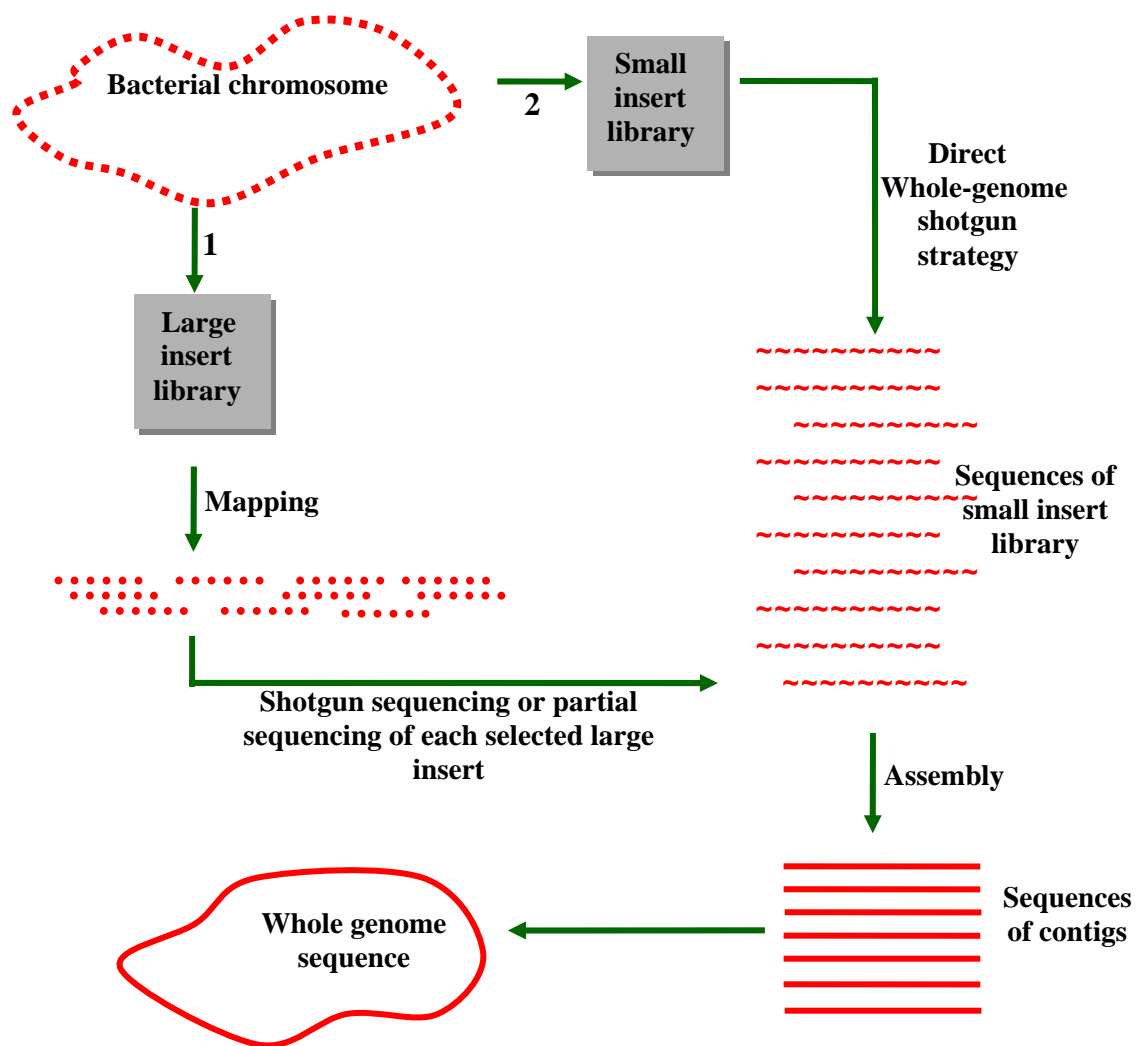 Bacterial chromosome
2
Small
insert
library
Direct
Whole-genome
shotgun
strategy
1
Large
insert
library
Mapping
Sequences of
small insert
library
Shotgun sequencing or partial
sequencing of each selected large
insert
Assembly
Sequences
of contigs
Whole genome
sequence